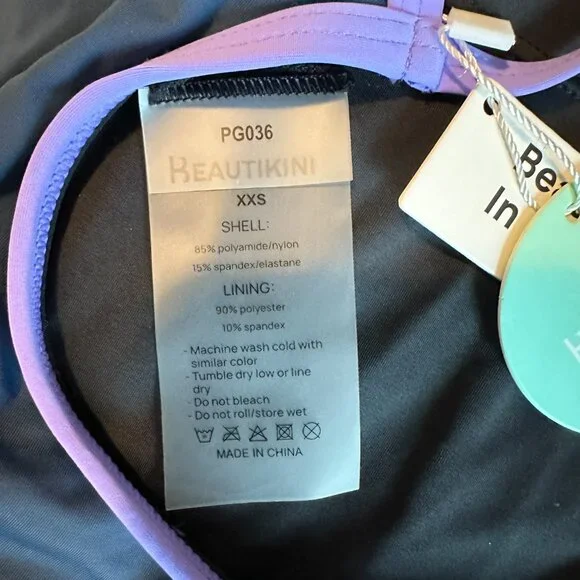 PG036
BEAUTIKINI
XXS
SHELL:
85% polyamide/nylon
15% spandex/elastane
LINING:
90% polyester
10% spandex
- Machine wash cold with
similar color
- Tumble dry low or line
dry
- Do not bleach
- Do not roll/store wet
MADE IN CHINA
Be
In